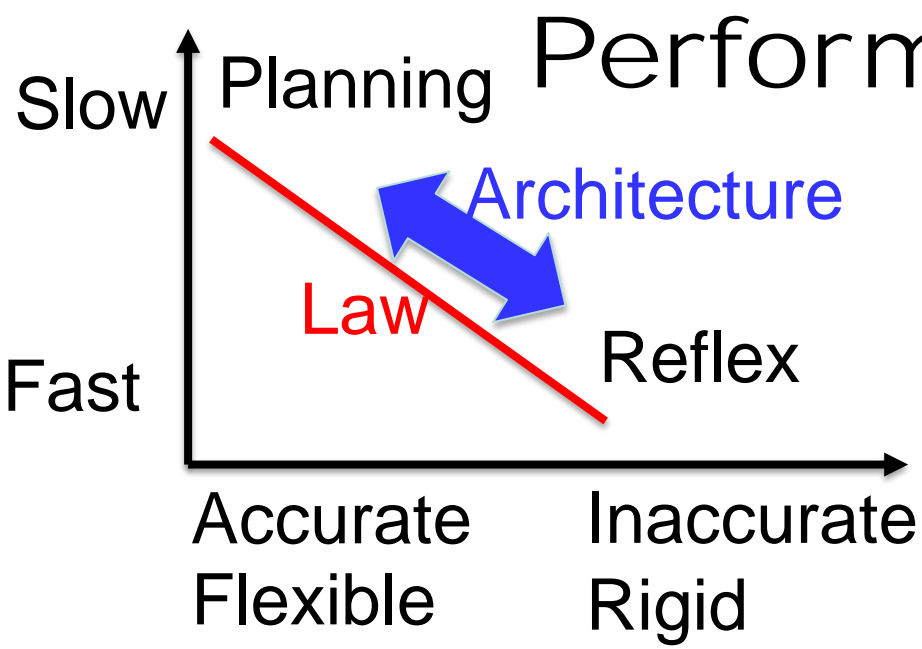 Perform
Slow
Planning
Architecture
Law
Reflex
Fast
Accurate
Inaccurate
Flexible
Rigid